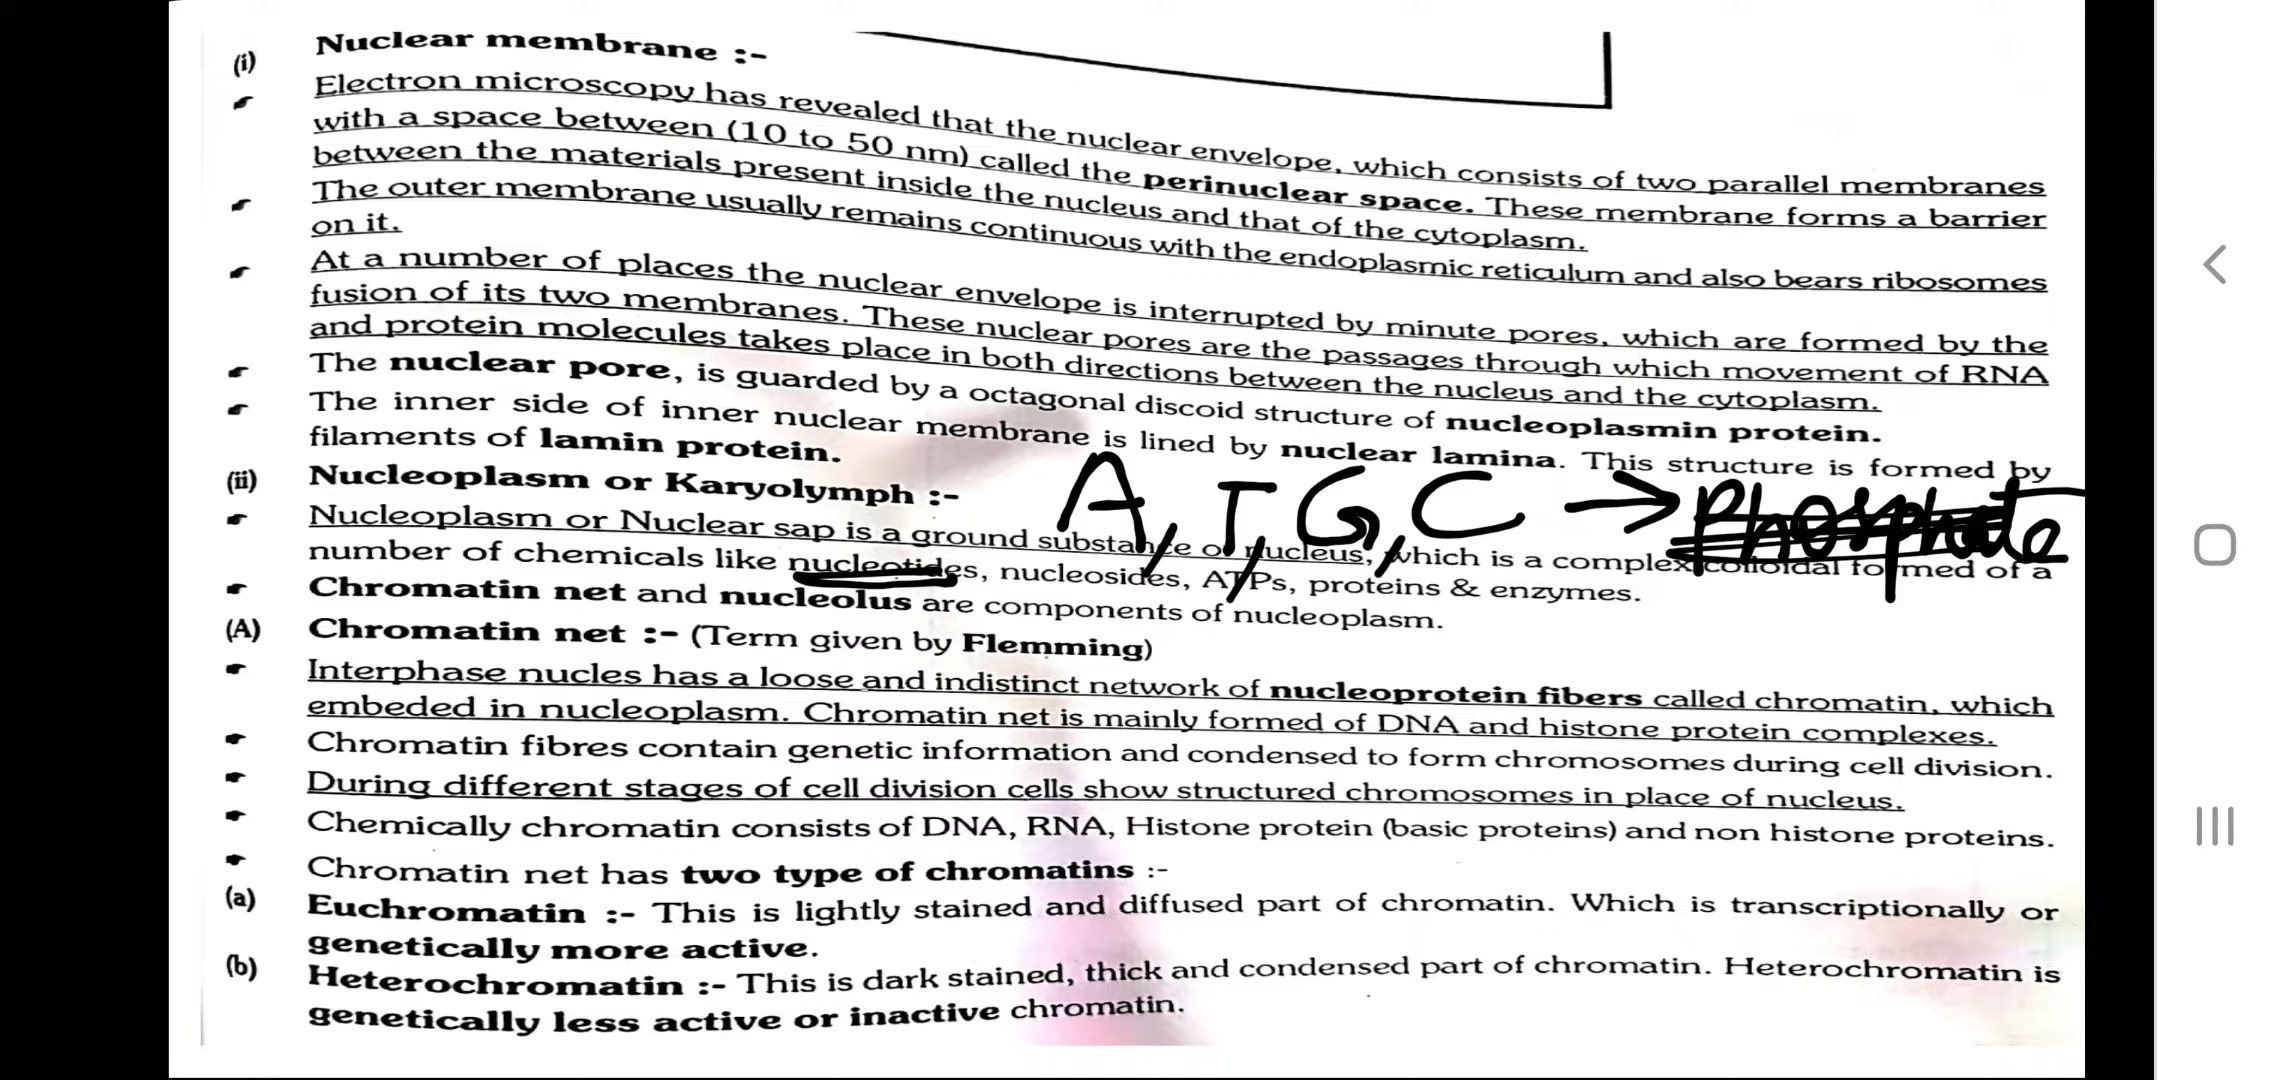 (i) Nuclear membrane :-
Electron microscopy has revealed that the nuclear envelope, which consists of two parallel membranes
with a space between (10 to 50 nm) called the perinuclear space. These membrane forms a barrier
between the materials present inside the nucleus and that of the cytoplasm.
The outer membrane usually remains continuous with the endoplasmic reticulum and also bears ribosomes
on it.
At a number of places the nuclear envelope is interrupted by minute pores, which are formed by the
fusion of its two membranes. These nuclear pores are the passages through which movement of RNA
and protein molecules takes place in both directions between the nucleus and the cytoplasm.
The nuclear pore, is guarded by a octagonal discoid structure of nucleoplasmin protein.
The inner side of inner nuclear membrane is lined by nuclear lamina. This structure is formed by
filaments of lamin protein.
(ii) Nucleoplasm or Karyolymph :-
A, T, G, C → Phosphate
Nucleoplasm or Nuclear sap is a ground substance of nucleus, which is a complex colloidal formed of a
number of chemicals like nucleotides, nucleosides, ATPs, proteins & enzymes.
Chromatin net and nucleolus are components of nucleoplasm.
(A) Chromatin net :- (Term given by Flemming)
Interphase nucles has a loose and indistinct network of nucleoprotein fibers called chromatin, which
embeded in nucleoplasm. Chromatin net is mainly formed of DNA and histone protein complexes.
Chromatin fibres contain genetic information and condensed to form chromosomes during cell division.
During different stages of cell division cells show structured chromosomes in place of nucleus.
Chemically chromatin consists of DNA, RNA, Histone protein (basic proteins) and non histone proteins.
Chromatin net has two type of chromatins :-
(a) Euchromatin :- This is lightly stained and diffused part of chromatin. Which is transcriptionally or
genetically more active.
(b) Heterochromatin :- This is dark stained, thick and condensed part of chromatin. Heterochromatin is
genetically less active or inactive chromatin.